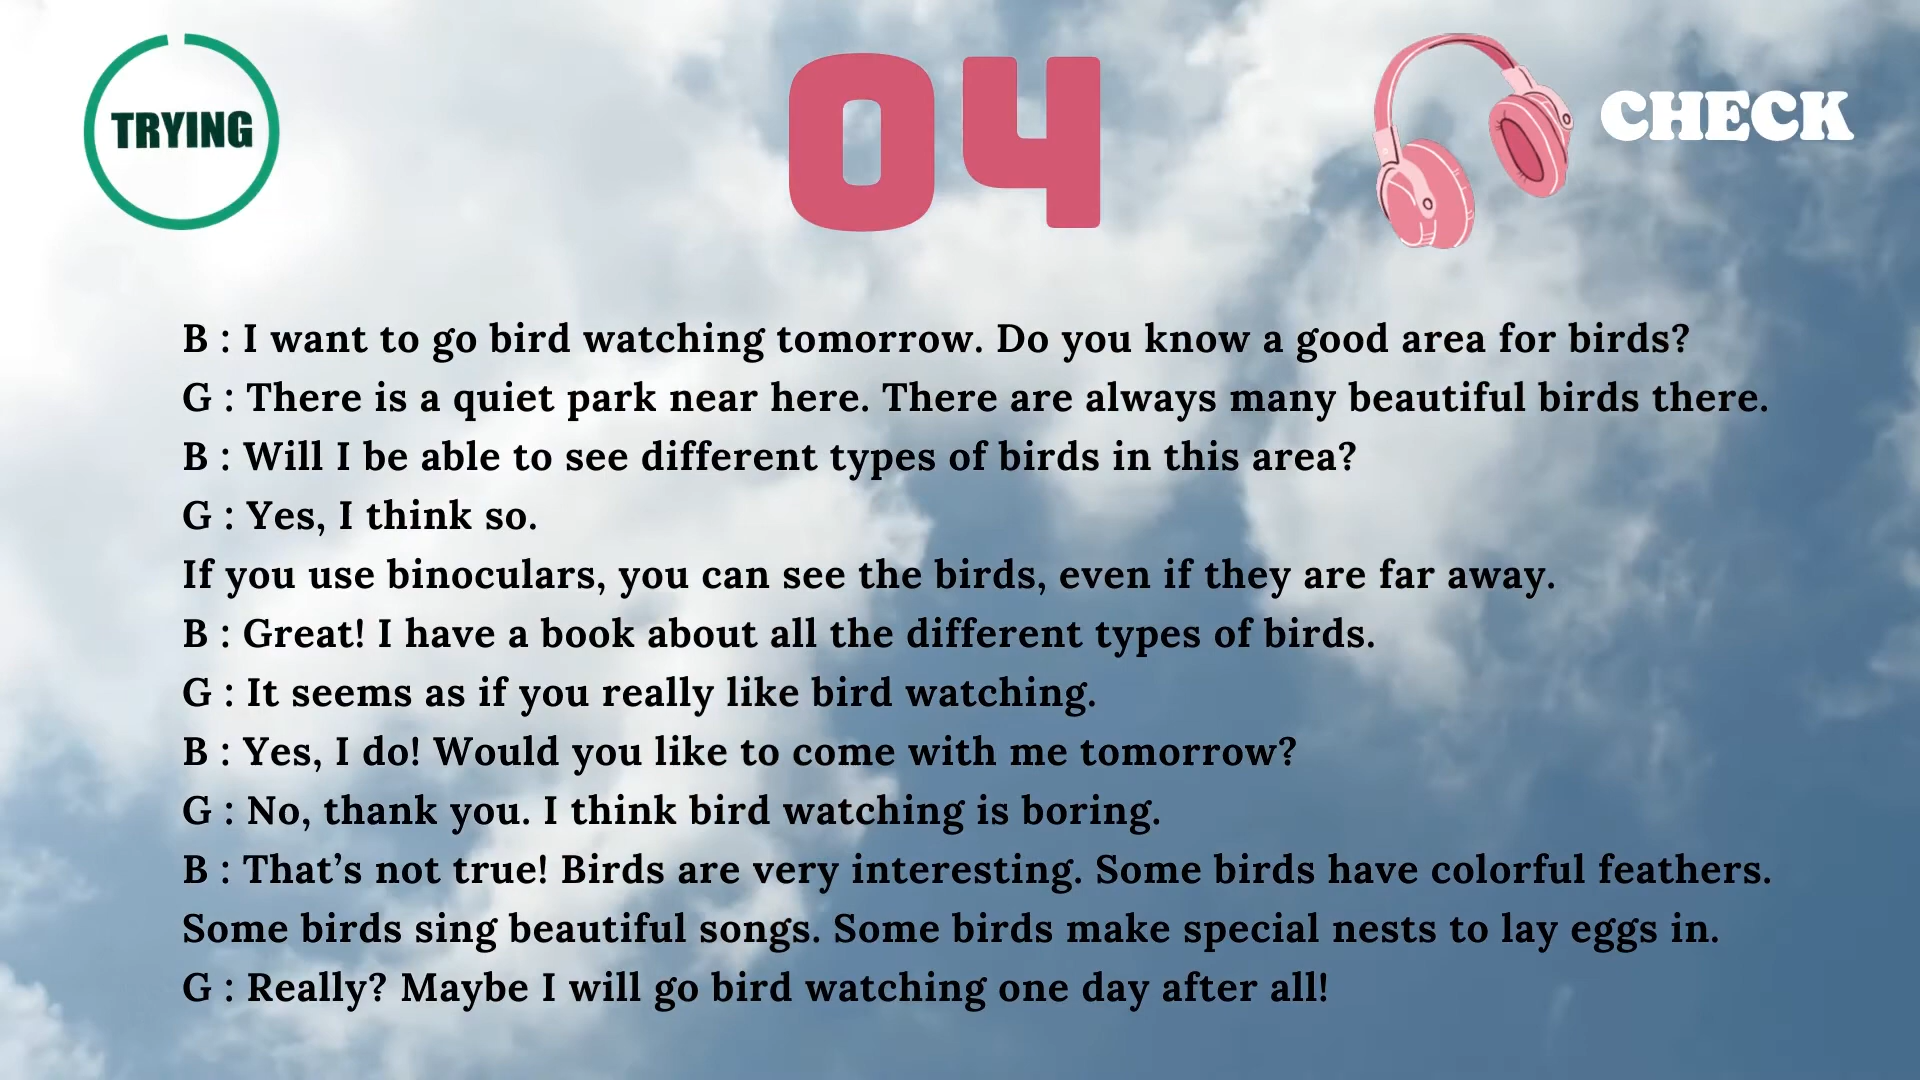 TRYING
04
CHECK
B : I want to go bird watching tomorrow. Do you know a good area for birds?
G : There is a quiet park near here. There are always many beautiful birds there.
B : Will I be able to see different types of birds in this area?
G : Yes, I think so.
If you use binoculars, you can see the birds, even if they are far away.
B : Great! I have a book about all the different types of birds.
G : It seems as if you really like bird watching.
B : Yes, I do! Would you like to come with me tomorrow?
G : No, thank you. I think bird watching is boring.
B : That’s not true! Birds are very interesting. Some birds have colorful feathers.
Some birds sing beautiful songs. Some birds make special nests to lay eggs in.
G : Really? Maybe I will go bird watching one day after all!